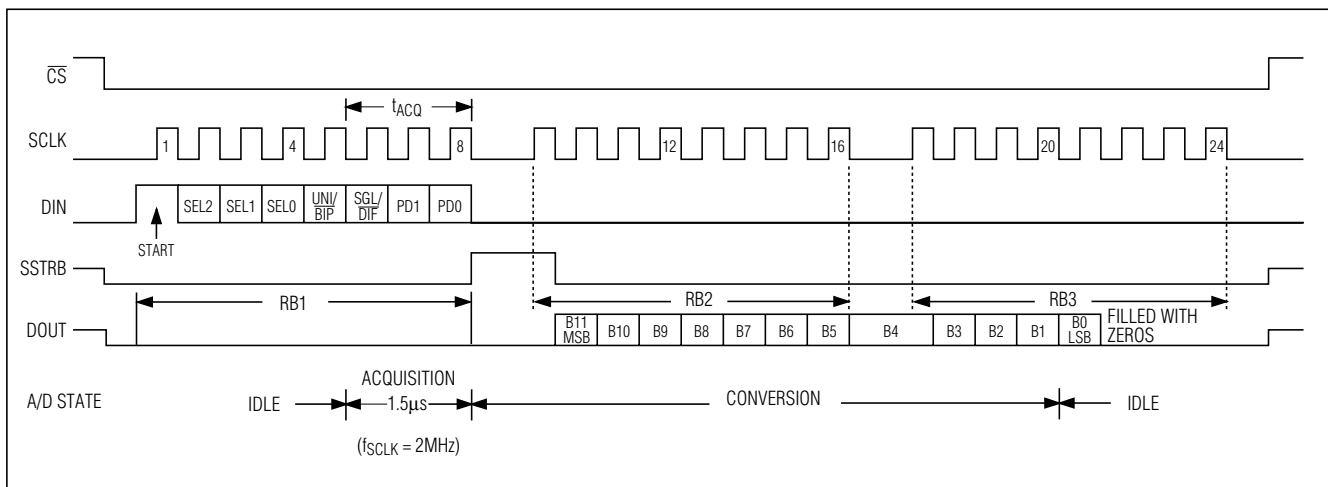 CS
tACQ
SCLK 1 4 8 12 16 20 24
DIN SEL2 SEL1 SEL0 UNI/BIP SGL/DIF PD1 PD0
START
SSTRB
RB1 RB2 RB3
DOUT B11 MSB B10 B9 B8 B7 B6 B5 B4 B3 B2 B1 B0 LSB FILLED WITH ZEROS
A/D STATE IDLE ACQUISITION 1.5μs CONVERSION IDLE
(fSCLK = 2MHz)